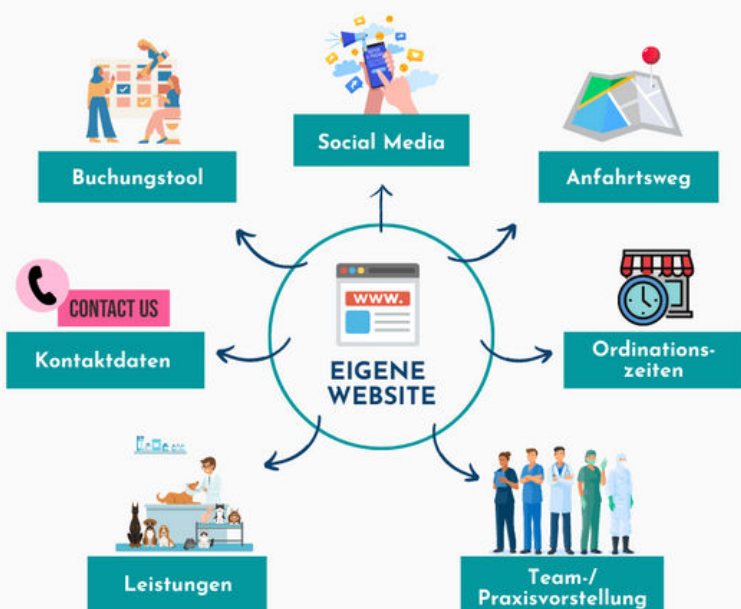 Social Media
Buchungstool
Anfahrtsweg
www.
EIGENE
WEBSITE
CONTACT US
Kontaktdaten
Ordinations-
zeiten
Leistungen
Team-/
Praxisvorstellung